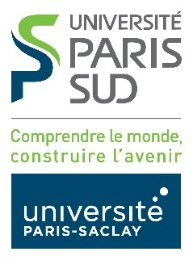 UNIVERSITÉ
PARIS
SUD
Comprendre le monde,
construire l'avenir
université
PARIS-SACLAY